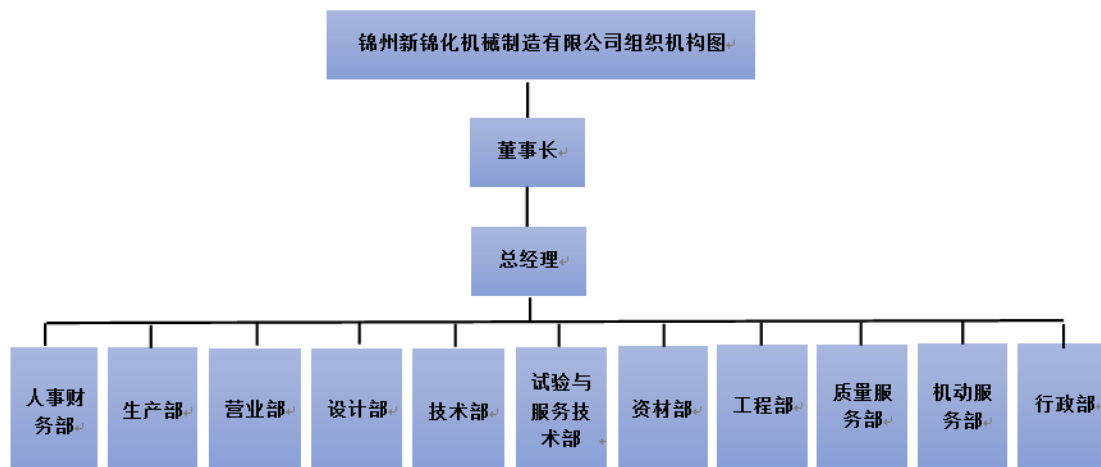 锦州新锦化机械制造有限公司组织机构图
董事长
总经理
人事财
务部
生产部
营业部
设计部
技术部
试验与
服务技
术部
资材部
工程部
质量服
务部
机动服
务部
行政部